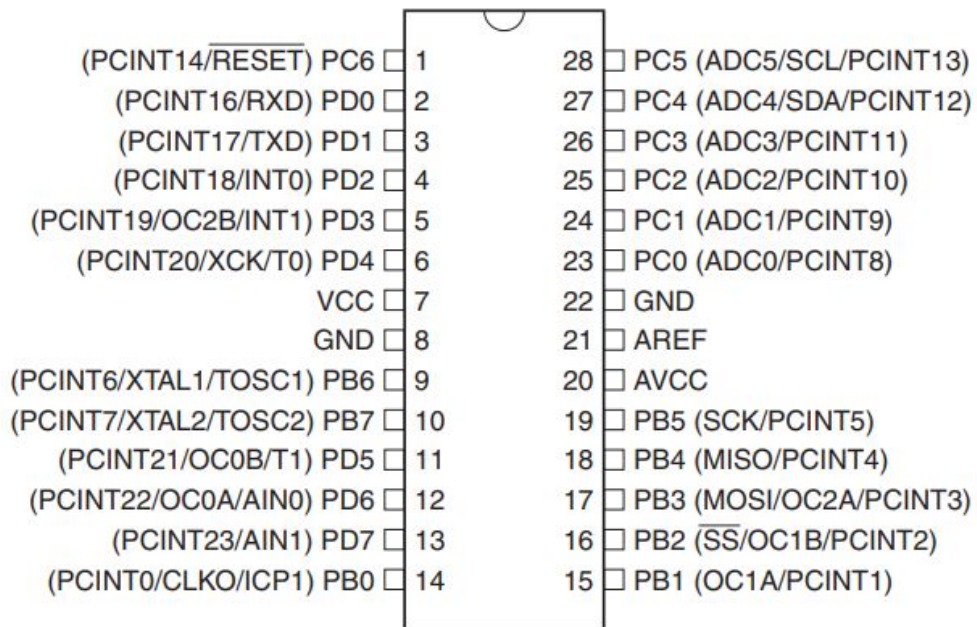 (PCINT14/RESET) PC6 1 28 PC5 (ADC5/SCL/PCINT13)
(PCINT16/RXD) PD0 2 27 PC4 (ADC4/SDA/PCINT12)
(PCINT17/TXD) PD1 3 26 PC3 (ADC3/PCINT11)
(PCINT18/INT0) PD2 4 25 PC2 (ADC2/PCINT10)
(PCINT19/OC2B/INT1) PD3 5 24 PC1 (ADC1/PCINT9)
(PCINT20/XCK/T0) PD4 6 23 PC0 (ADC0/PCINT8)
VCC 7 22 GND
GND 8 21 AREF
(PCINT6/XTAL1/TOSC1) PB6 9 20 AVCC
(PCINT7/XTAL2/TOSC2) PB7 10 19 PB5 (SCK/PCINT5)
(PCINT21/OC0B/T1) PD5 11 18 PB4 (MISO/PCINT4)
(PCINT22/OC0A/AIN0) PD6 12 17 PB3 (MOSI/OC2A/PCINT3)
(PCINT23/AIN1) PD7 13 16 PB2 (SS/OC1B/PCINT2)
(PCINT0/CLKO/ICP1) PB0 14 15 PB1 (OC1A/PCINT1)